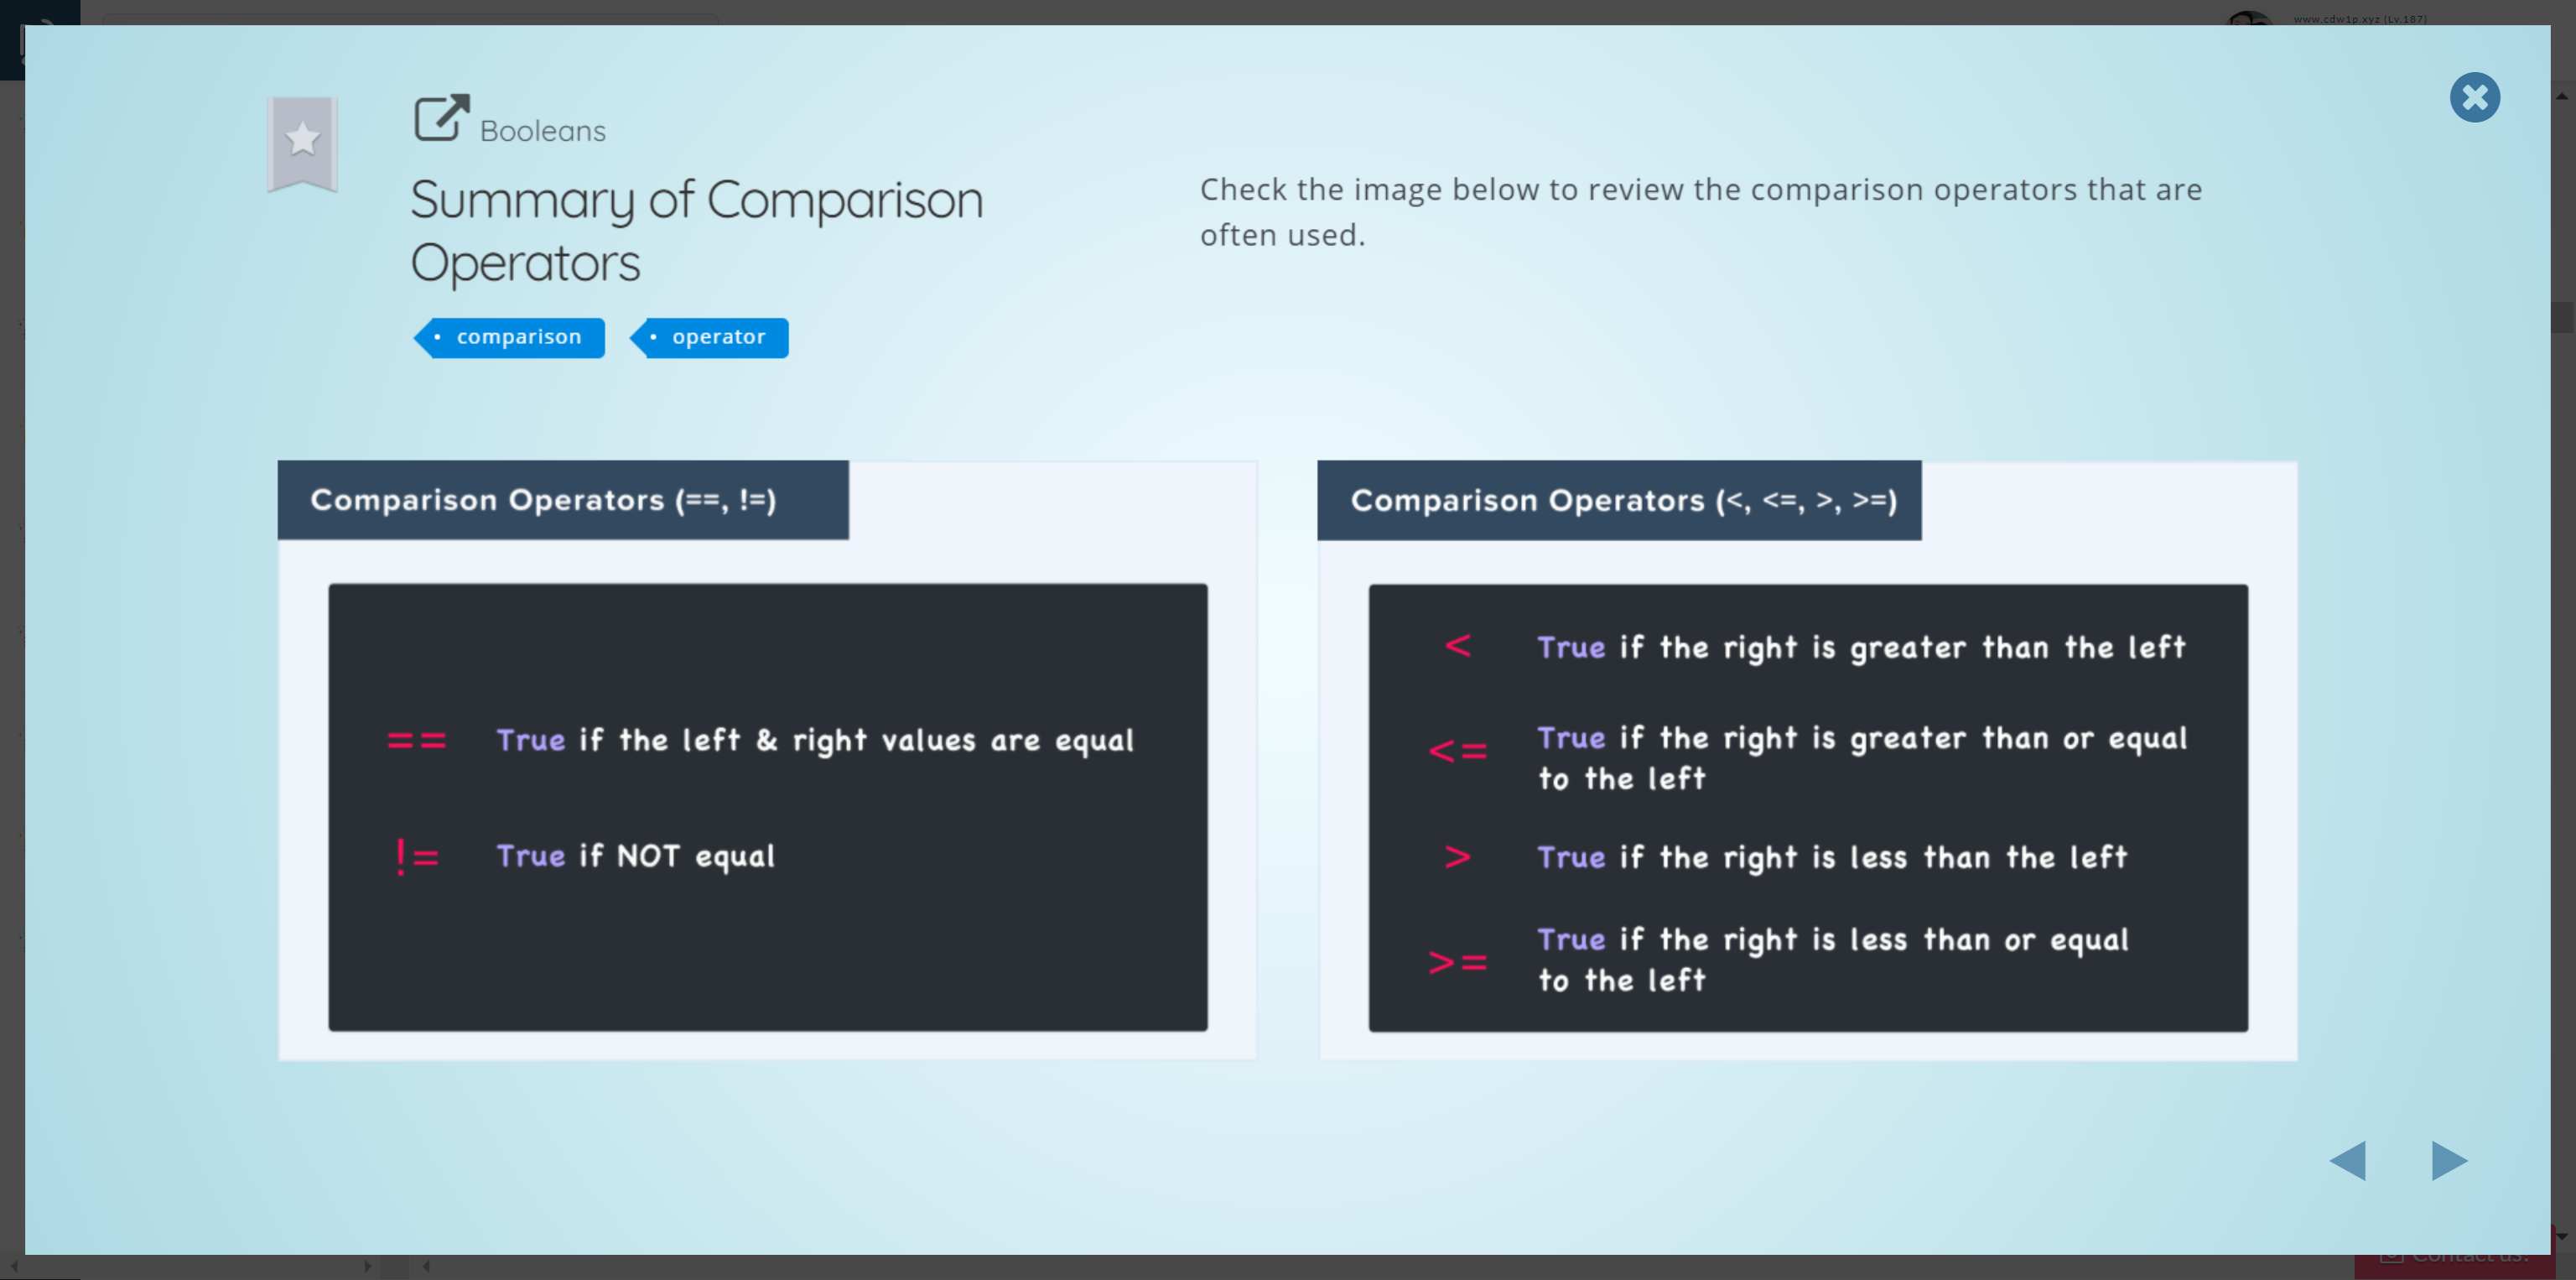 www.cdw1p.xyz (Lv.187)
Booleans
Summary of Comparison
Operators
comparison
operator
Check the image below to review the comparison operators that are
often used.
Comparison Operators (==, !=)
== True if the left & right values are equal
!= True if NOT equal
Comparison Operators (<, <=, >, >=)
< True if the right is greater than the left
<= True if the right is greater than or equal
to the left
> True if the right is less than the left
>= True if the right is less than or equal
to the left
Contact us!